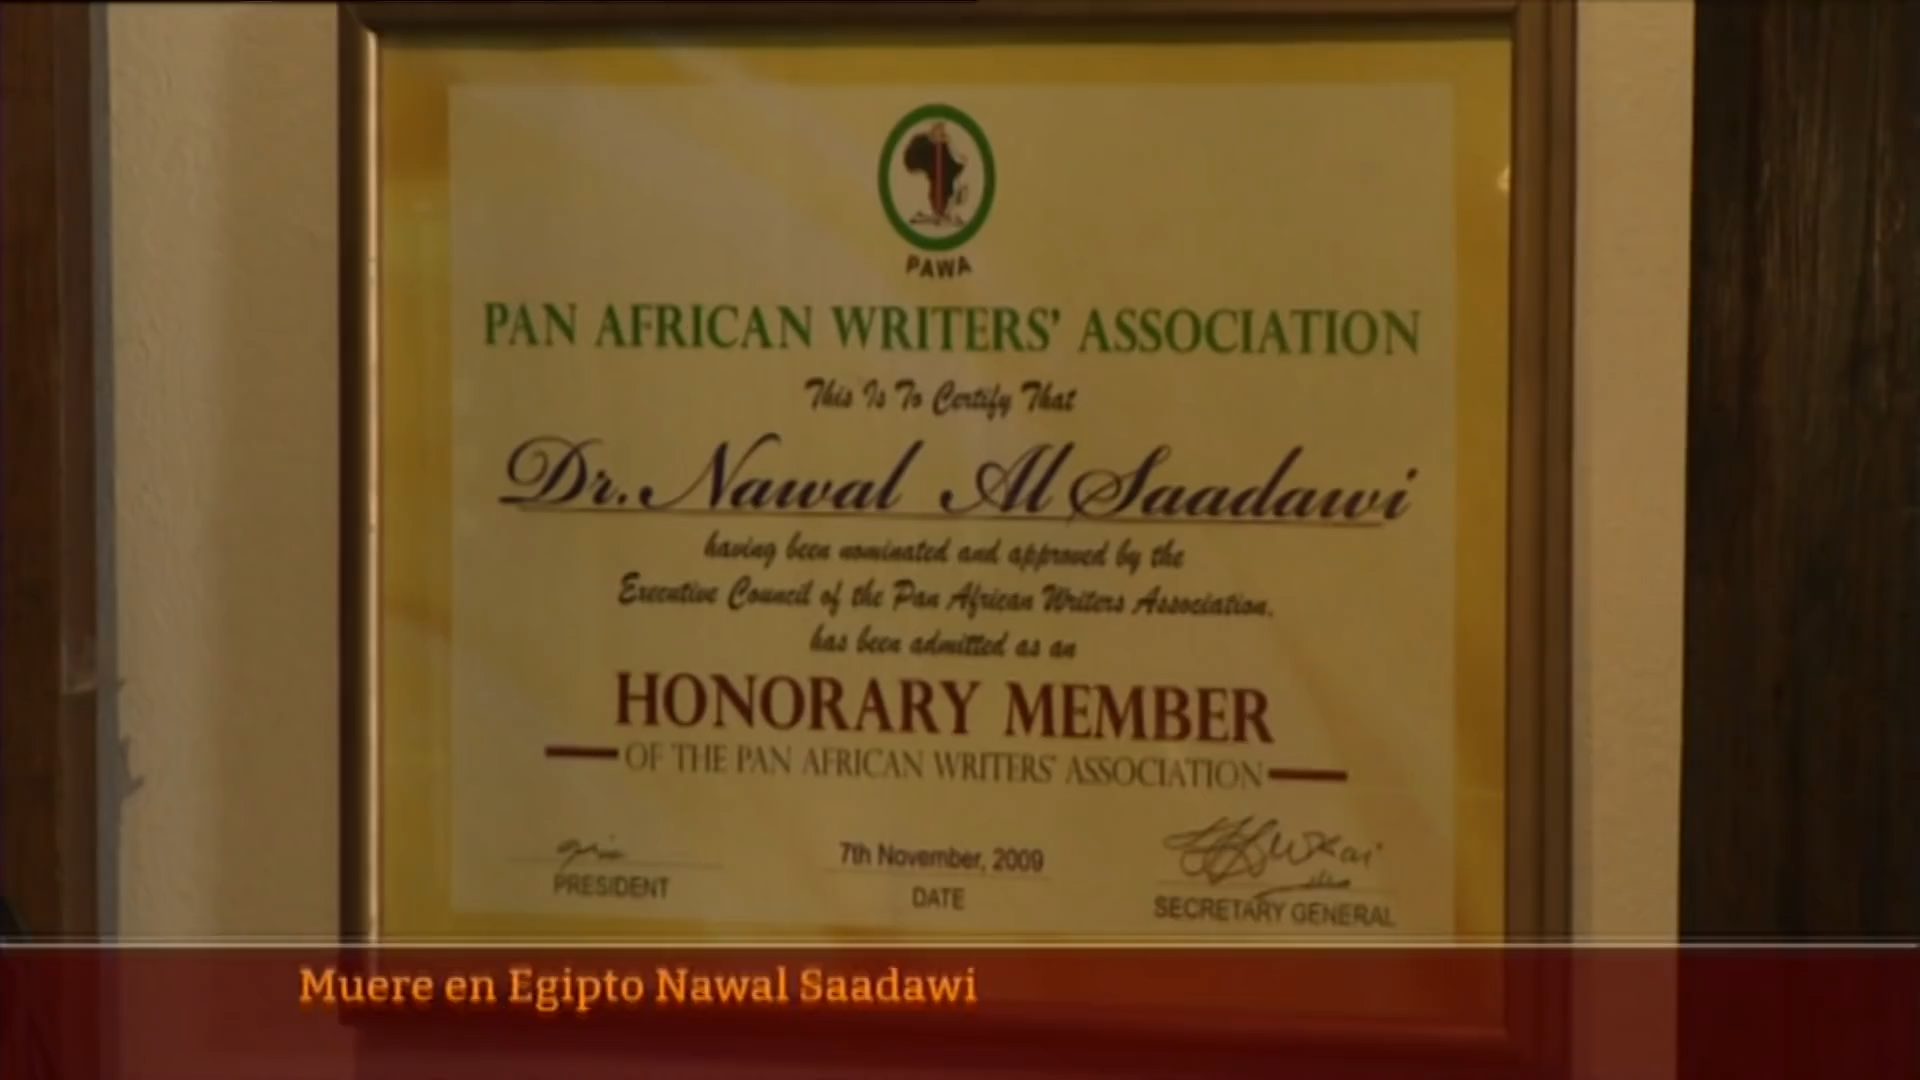 PAWA
PAN AFRICAN WRITERS' ASSOCIATION
This Is To Certify That
Dr. Nawal Al Saadawi
having been nominated and approved by the
Executive Council of the Pan African Writers Association.
has been admitted as an
HONORARY MEMBER
OF THE PAN AFRICAN WRITERS' ASSOCIATION
7th November, 2009
PRESIDENT
DATE
SECRETARY GENERAL
Muere en Egipto Nawal Saadawi